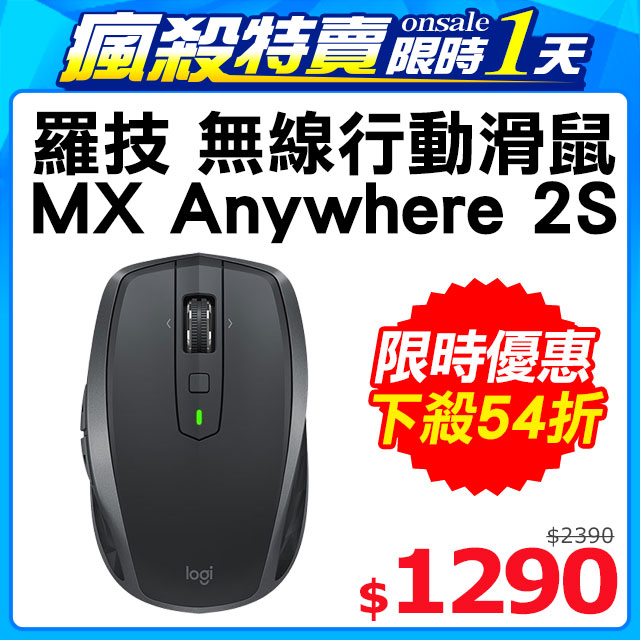 瘋殺特賣 onsale 限時1天
羅技 無線行動滑鼠
MX Anywhere 2S
限時優惠
下殺54折
logi
$2390
$1290